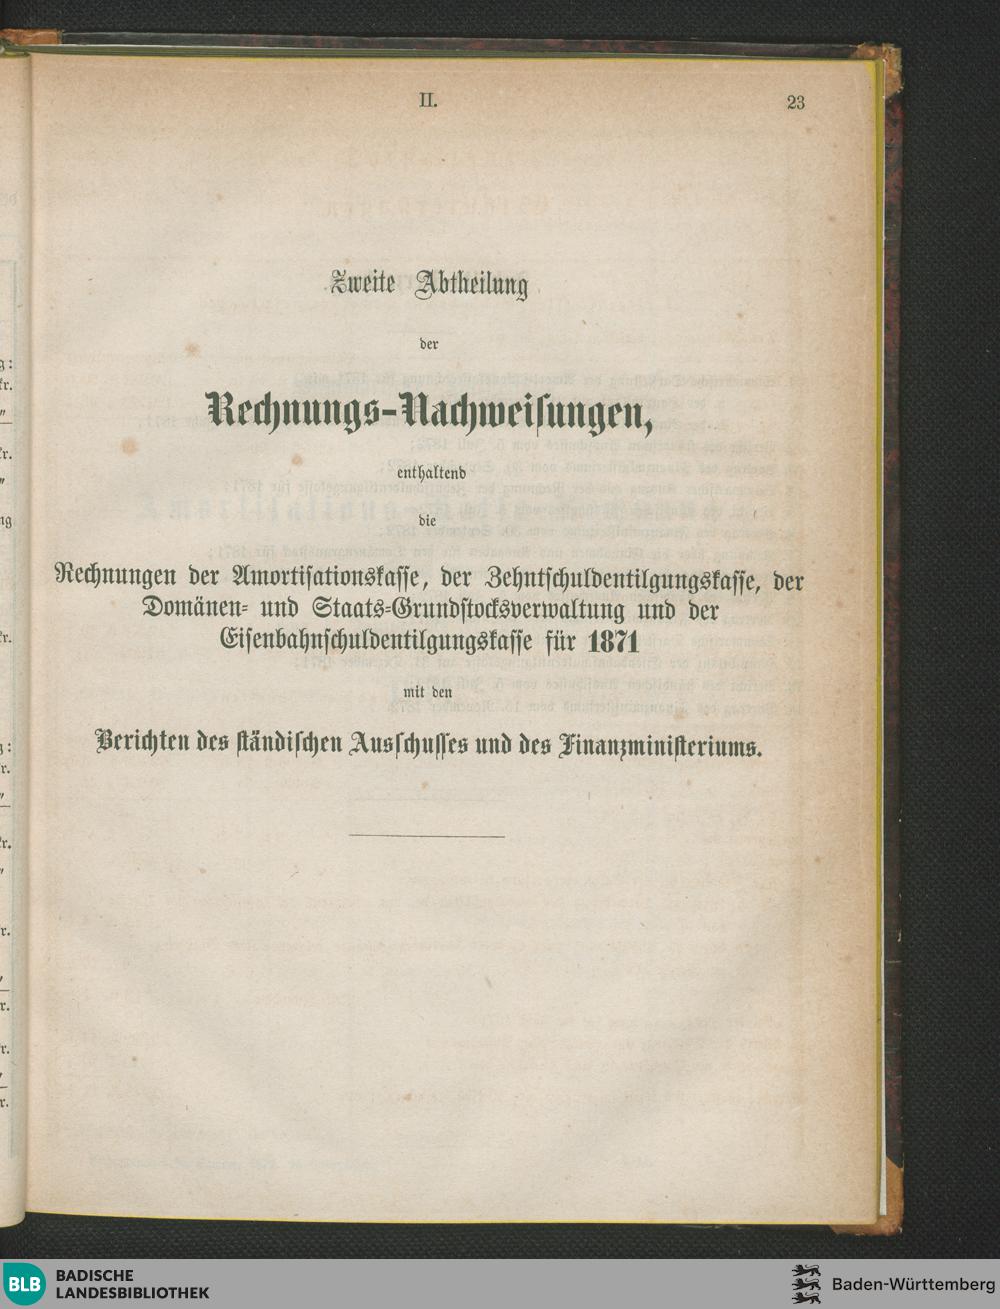 II.
23
Zweite Abtheilung
der
Rechnungs-Nachweisungen,
enthaltend
die
Rechnungen der Amortisationskasse, der Zehntschuldentilgungskasse, der
Domänen- und Staats-Grundstocksverwaltung und der
Eisenbahnschuldentilgungskasse für 1871
mit den
Berichten des ständischen Ausschusses und des Finanzministeriums.
BLB
BADISCHE
LANDESBIBLIOTHEK
Baden-Württemberg